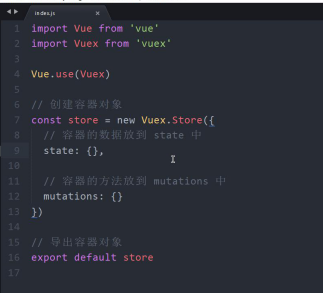 index.js
1 import Vue from 'vue'
2 import Vuex from 'vuex'
3
4 Vue.use(Vuex)
5
6 // 创建容器对象
7 const store = new Vuex.Store({
8 // 容器的数据放到 state 中
9 state: {},
10
11 // 容器的方法放到 mutations 中
12 mutations: {}
13 })
14
15 // 导出容器对象
16 export default store
17